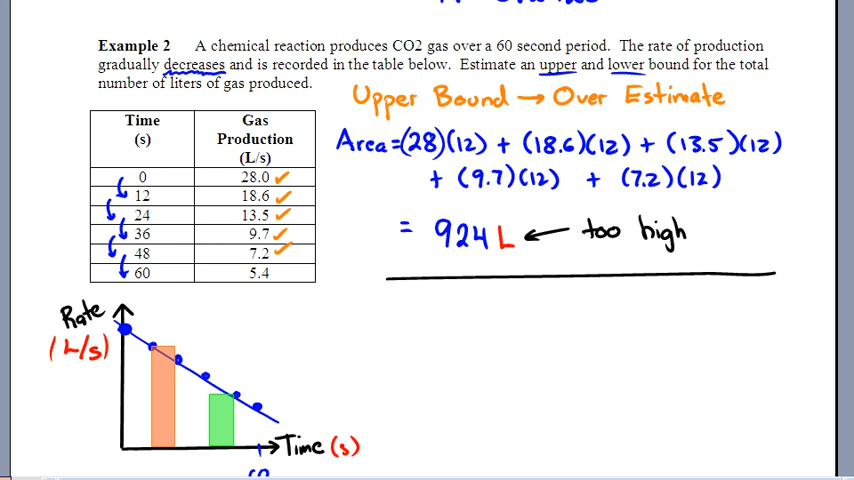 Example 2 A chemical reaction produces CO2 gas over a 60 second period. The rate of production
gradually decreases and is recorded in the table below. Estimate an upper and lower bound for the total
number of liters of gas produced.
Upper Bound → Over Estimate
Time (s) Gas Production (L/s)
0 28.0 ✓
12 18.6 ✓
24 13.5 ✓
36 9.7 ✓
48 7.2 ✓
60 5.4
Area=(28)(12) + (18.6)(12) + (13.5)(12)
+ (9.7)(12) + (7.2)(12)
= 924 L ← too high
Rate
(L/s)
Time (s)